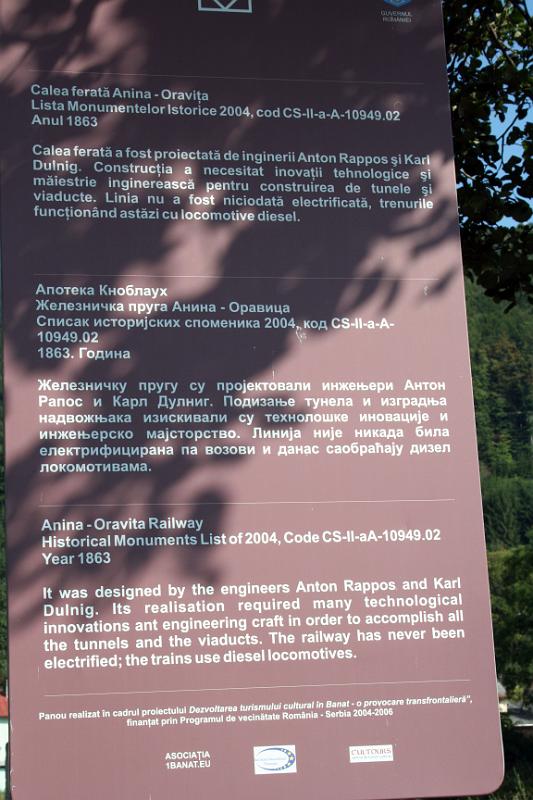 GUVERNUL
ROMÂNIEI
Calea ferată Anina - Oravița
Lista Monumentelor Istorice 2004, cod CS-II-a-A-10949.02
Anul 1863
Calea ferată a fost proiectată de inginerii Anton Rappos şi Karl
Dulnig. Construcția a necesitat inovații tehnologice şi
măiestrie inginerească pentru construirea de tunele şi
viaducte. Linia nu a fost niciodată electrificată, trenurile
funcționând astăzi cu locomotive diesel.
Апотека Кноблаух
Железничка пруга Анина - Оравица
Списак историјских споменика 2004, код CS-II-a-A-
10949.02
1863. Година
Железничку пругу су пројектовали инжењери Антон
Рапос и Карл Дулниг. Подизање тунела и изградња
надвожњака изискивали су технолошке иновације и
инжењерско мајсторство. Линија није никада била
електрифицирана па возови и данас саобраћају дизел
локомотивама.
Anina - Oravita Railway
Historical Monuments List of 2004, Code CS-II-aA-10949.02
Year 1863
It was designed by the engineers Anton Rappos and Karl
Dulnig. Its realisation required many technological
innovations ant engineering craft in order to accomplish all
the tunnels and the viaducts. The railway has never been
electrified; the trains use diesel locomotives.
Panou realizat în cadrul proiectului Dezvoltarea turismului cultural în Banat - o provocare transfrontalieră",
finanțat prin Programul de vecinătate România - Serbia 2004-2006
ASOCIAȚIA
1BANAT.EU
CULTOURS